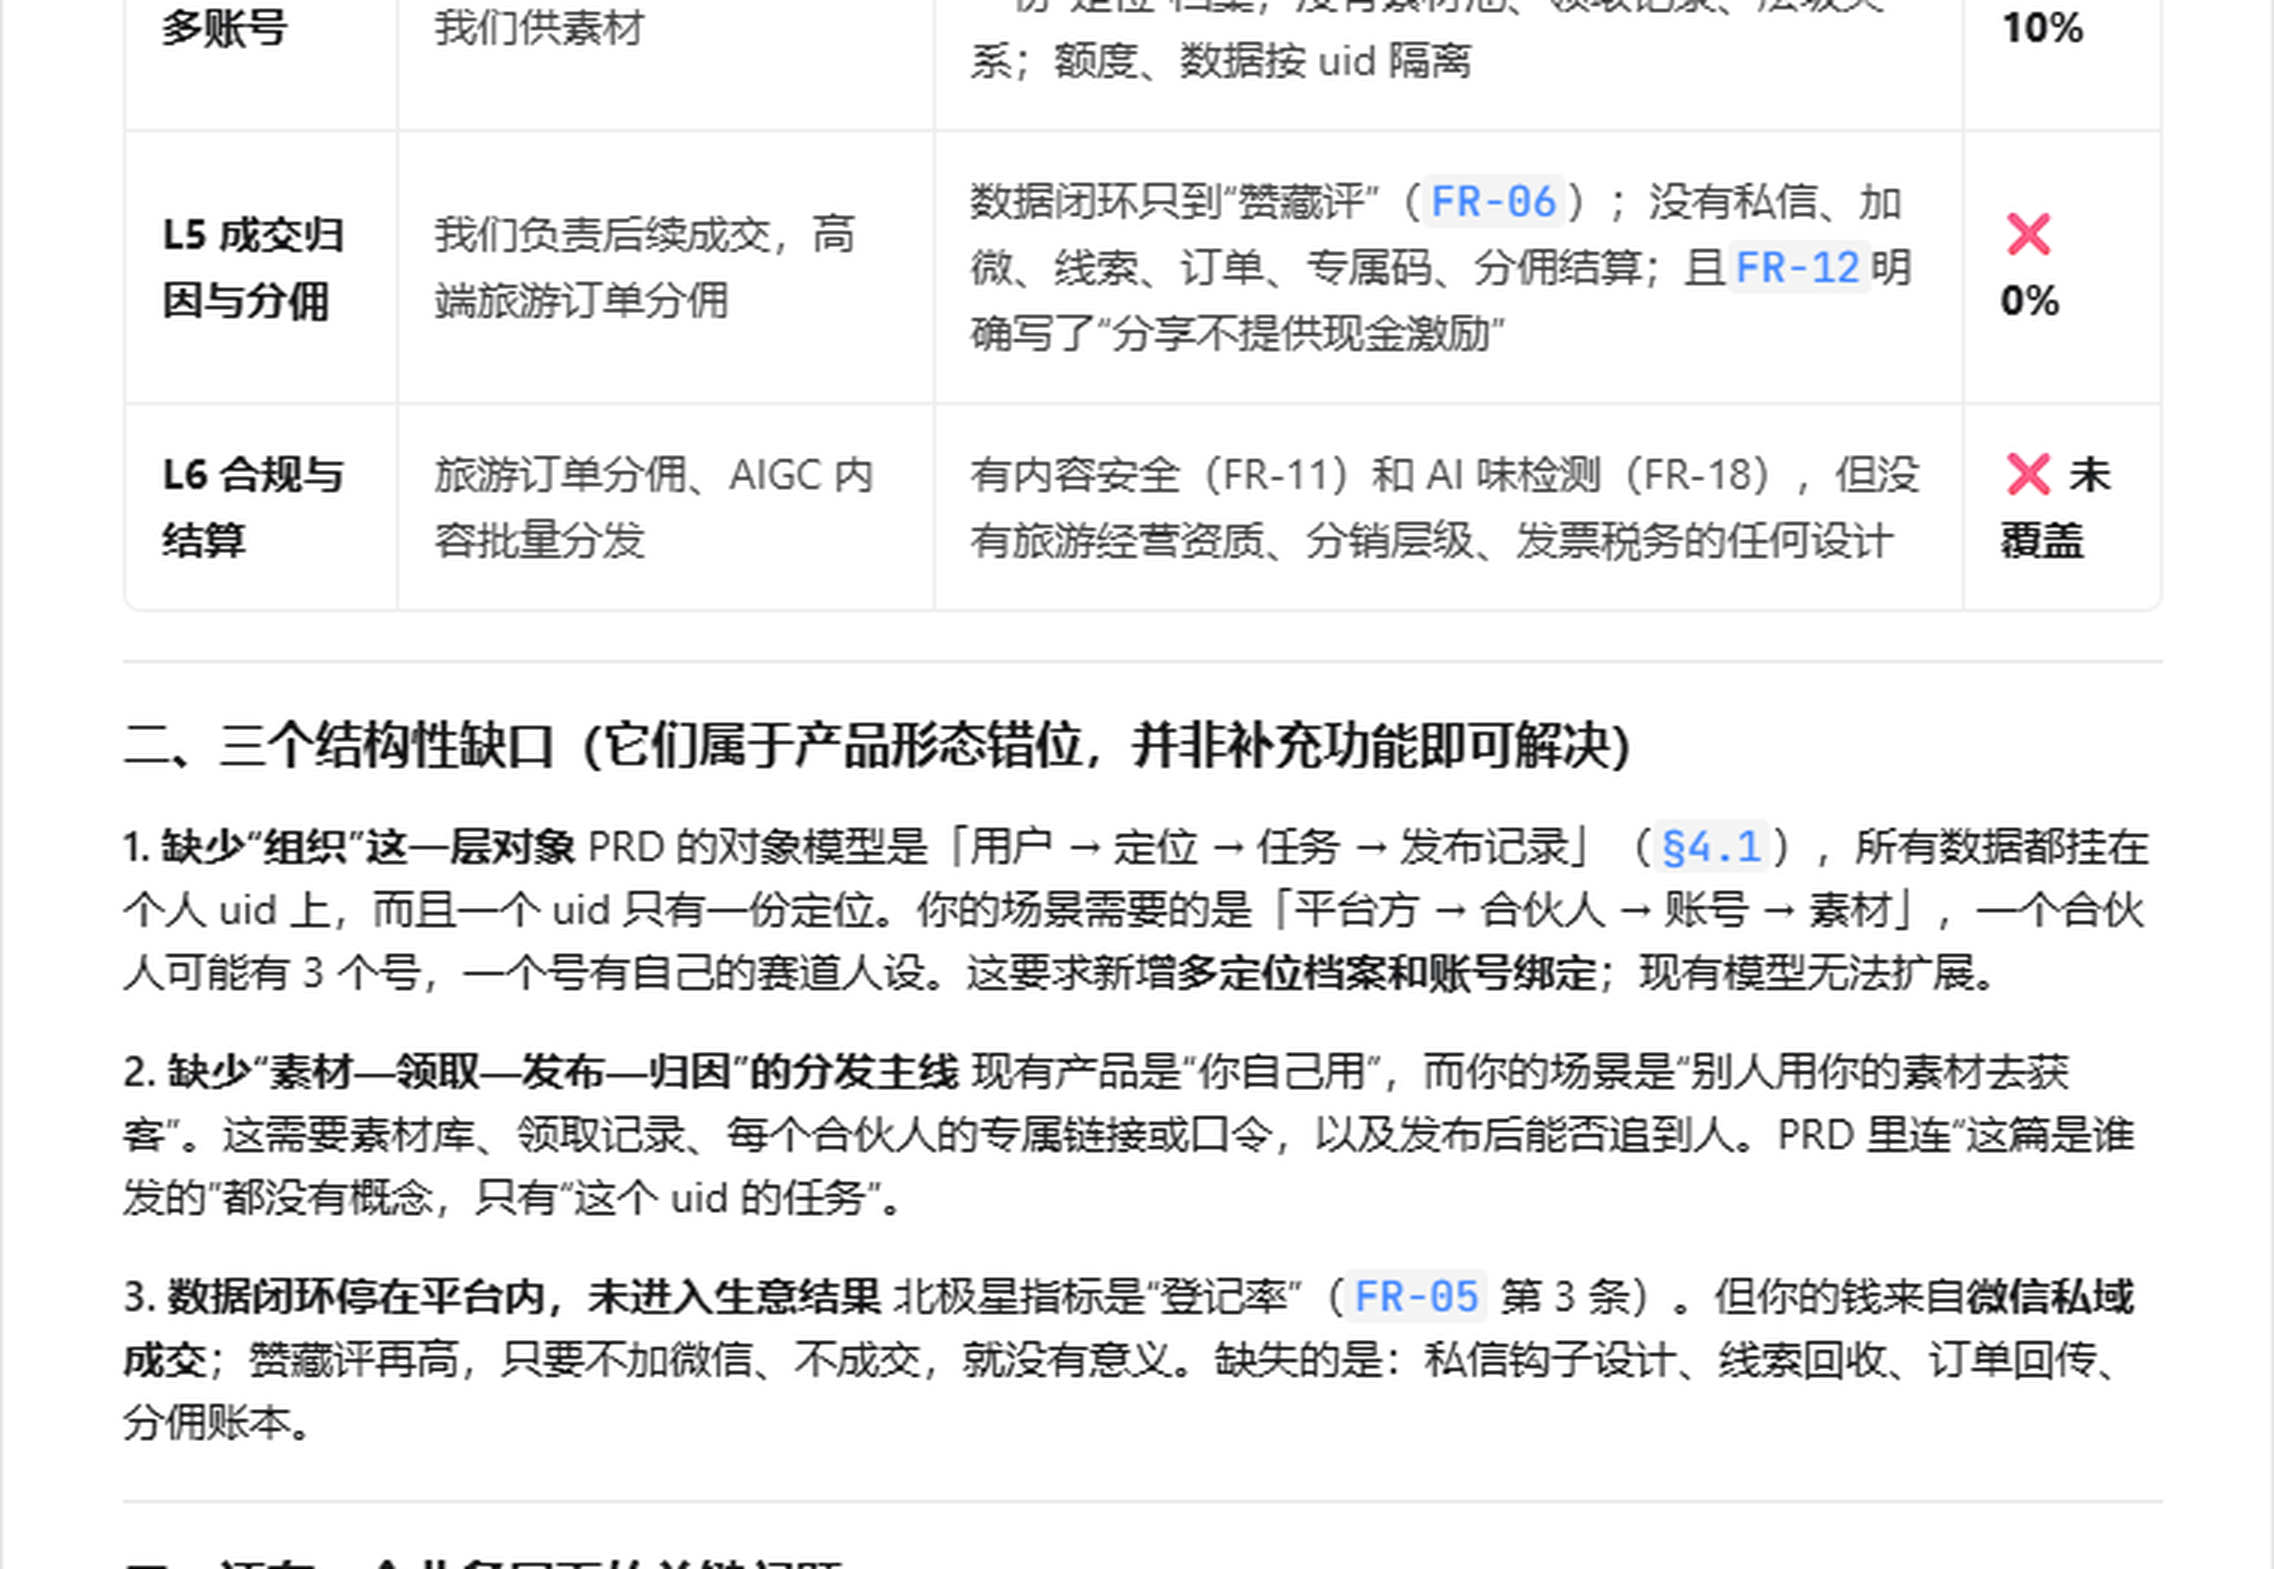 多账号
我们供素材
系；额度、数据按 uid 隔离
10%
L5 成交归
因与分佣
我们负责后续成交，高
端旅游订单分佣
数据闭环只到“赞藏评”（FR-06）；没有私信、加
微、线索、订单、专属码、分佣结算；且FR-12明
确写了“分享不提供现金激励”
❌
0%
L6 合规与
结算
旅游订单分佣、AIGC 内
容批量分发
有内容安全（FR-11）和 AI 味检测（FR-18），但没
有旅游经营资质、分销层级、发票税务的任何设计
❌ 未
覆盖
二、三个结构性缺口（它们属于产品形态错位，并非补充功能即可解决）
1. 缺少“组织”这一层对象 PRD 的对象模型是「用户 → 定位 → 任务 → 发布记录」（§4.1），所有数据都挂在
个人 uid 上，而且一个 uid 只有一份定位。你的场景需要的是「平台方 → 合伙人 → 账号 → 素材」，一个合伙
人可能有 3 个号，一个号有自己的赛道人设。这要求新增多定位档案和账号绑定；现有模型无法扩展。
2. 缺少“素材—领取—发布—归因”的分发主线 现有产品是“你自己用”，而你的场景是“别人用你的素材去获
客”。这需要素材库、领取记录、每个合伙人的专属链接或口令，以及发布后能否追到人。PRD 里连“这篇是谁
发的”都没有概念，只有“这个 uid 的任务”。
3. 数据闭环停在平台内，未进入生意结果 北极星指标是“登记率”（FR-05 第 3 条）。但你的钱来自微信私域
成交；赞藏评再高，只要不加微信、不成交，就没有意义。缺失的是：私信钩子设计、线索回收、订单回传、
分佣账本。